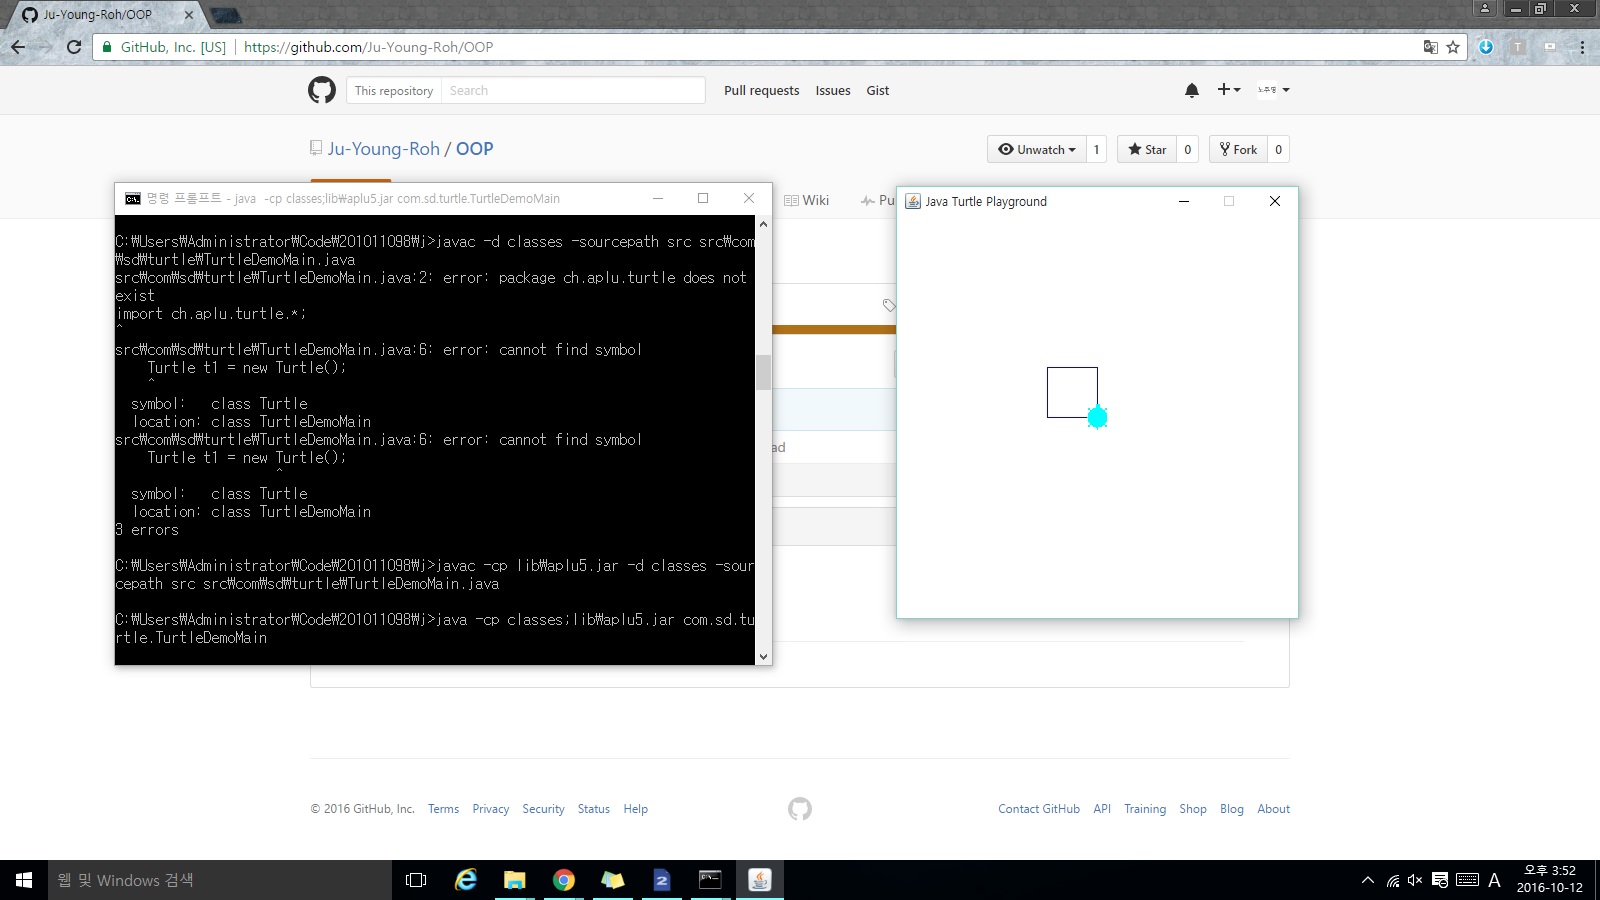 Ju-Young-Roh/OOP
GitHub, Inc. [US] https://github.com/Ju-Young-Roh/OOP
T
This repository Search Pull requests Issues Gist 노주영
Ju-Young-Roh / OOP Unwatch 1 Star 0 Fork 0
Wiki Pu
명령 프롬프트 - java -cp classes;lib₩aplu5.jar com.sd.turtle.TurtleDemoMain
C:₩Users₩Administrator₩Code₩201011098₩j>javac -d classes -sourcepath src src₩com
₩sd₩turtle₩TurtleDemoMain.java
src₩com₩sd₩turtle₩TurtleDemoMain.java:2: error: package ch.aplu.turtle does not
exist
import ch.aplu.turtle.*;
^
src₩com₩sd₩turtle₩TurtleDemoMain.java:6: error: cannot find symbol
Turtle t1 = new Turtle();
^
symbol: class Turtle
location: class TurtleDemoMain
src₩com₩sd₩turtle₩TurtleDemoMain.java:6: error: cannot find symbol
Turtle t1 = new Turtle();
^
symbol: class Turtle
location: class TurtleDemoMain
3 errors
C:₩Users₩Administrator₩Code₩201011098₩j>javac -cp lib₩aplu5.jar -d classes -sour
cepath src src₩com₩sd₩turtle₩TurtleDemoMain.java
C:₩Users₩Administrator₩Code₩201011098₩j>java -cp classes;lib₩aplu5.jar com.sd.tu
rtle.TurtleDemoMain
ad
Java Turtle Playground
© 2016 GitHub, Inc. Terms Privacy Security Status Help Contact GitHub API Training Shop Blog About
웹 및 Windows 검색
2
A
오후 3:52
2016-10-12